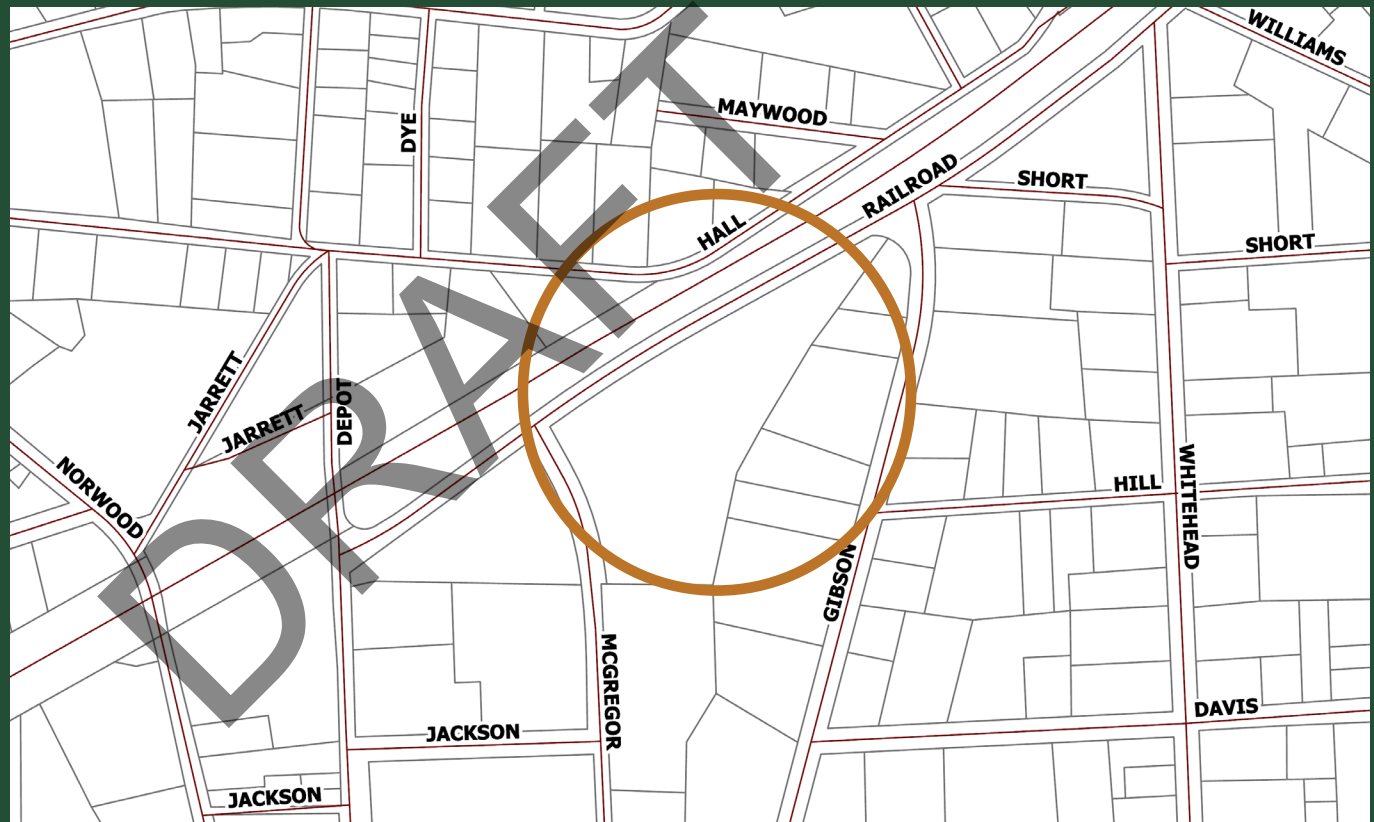 WILLIAMS
MAYWOOD
DYE
RAILROAD
SHORT
HALL
SHORT
JARRETT
JARRETT
DEPOT
NORWOOD
HILL
WHITEHEAD
GIBSON
MCGREGOR
DAVIS
JACKSON
JACKSON
DRAFT